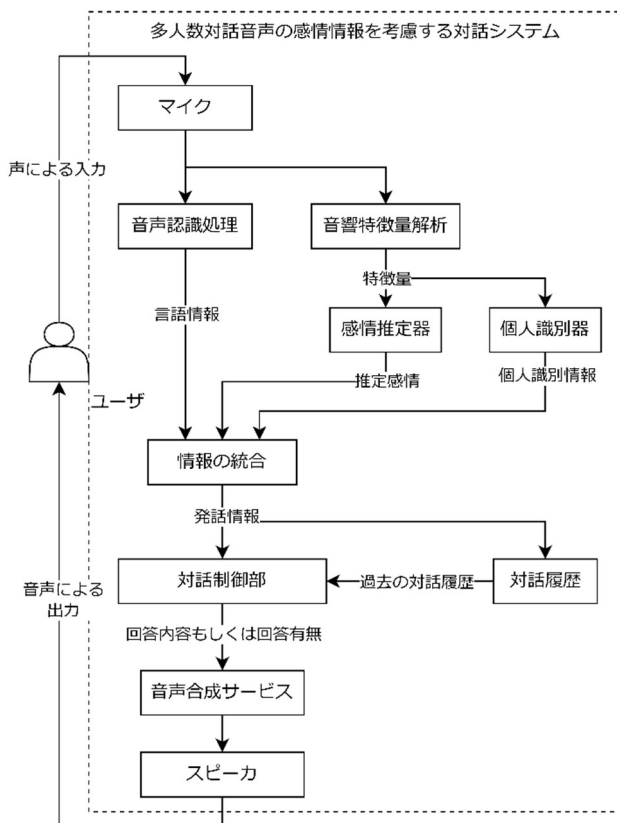 多人数対話音声の感情情報を考慮する対話システム
マイク
声による入力
音声認識処理
音響特徴量解析
特徴量
言語情報
感情推定器
個人識別器
推定感情
個人識別情報
ユーザ
情報の統合
発話情報
対話制御部
過去の対話履歴
対話履歴
音声による
出力
回答内容もしくは回答有無
音声合成サービス
スピーカ